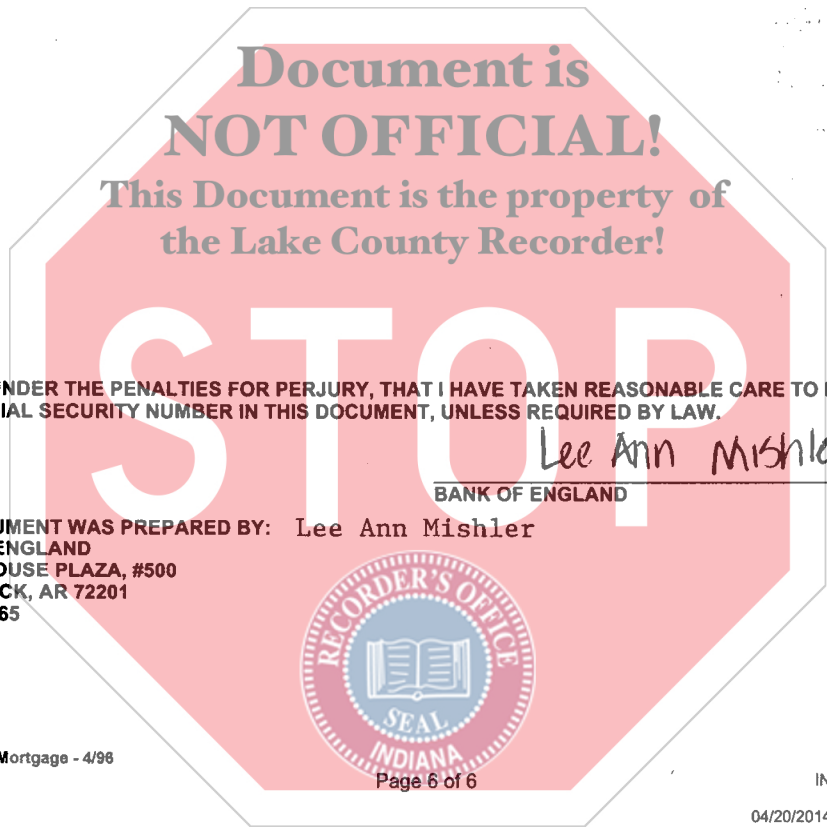 Document is
NOT OFFICIAL!
This Document is the property of
the Lake County Recorder!
STOP
NDER THE PENALTIES FOR PERJURY, THAT I HAVE TAKEN REASONABLE CARE TO
IAL SECURITY NUMBER IN THIS DOCUMENT, UNLESS REQUIRED BY LAW.
Lee Ann Mishle
BANK OF ENGLAND
UMENT WAS PREPARED BY: Lee Ann Mishler
ENGLAND
OUSE PLAZA, #500
CK, AR 72201
65
RECORDER'S OFFICE
SEAL
INDIANA
Mortgage - 4/96
Page 6 of 6
IN
04/20/2014